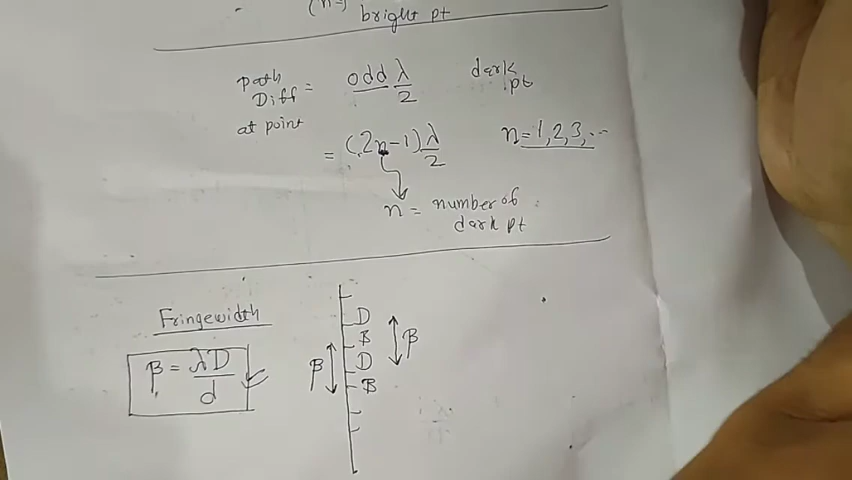 (n=)
bright pt
Path Diff at point = odd λ/2 dark pt
= (2n-1) λ/2 n=1,2,3,...
n = number of dark pt
Fringewidth
β = λD/d
D
B
β
D
β
B